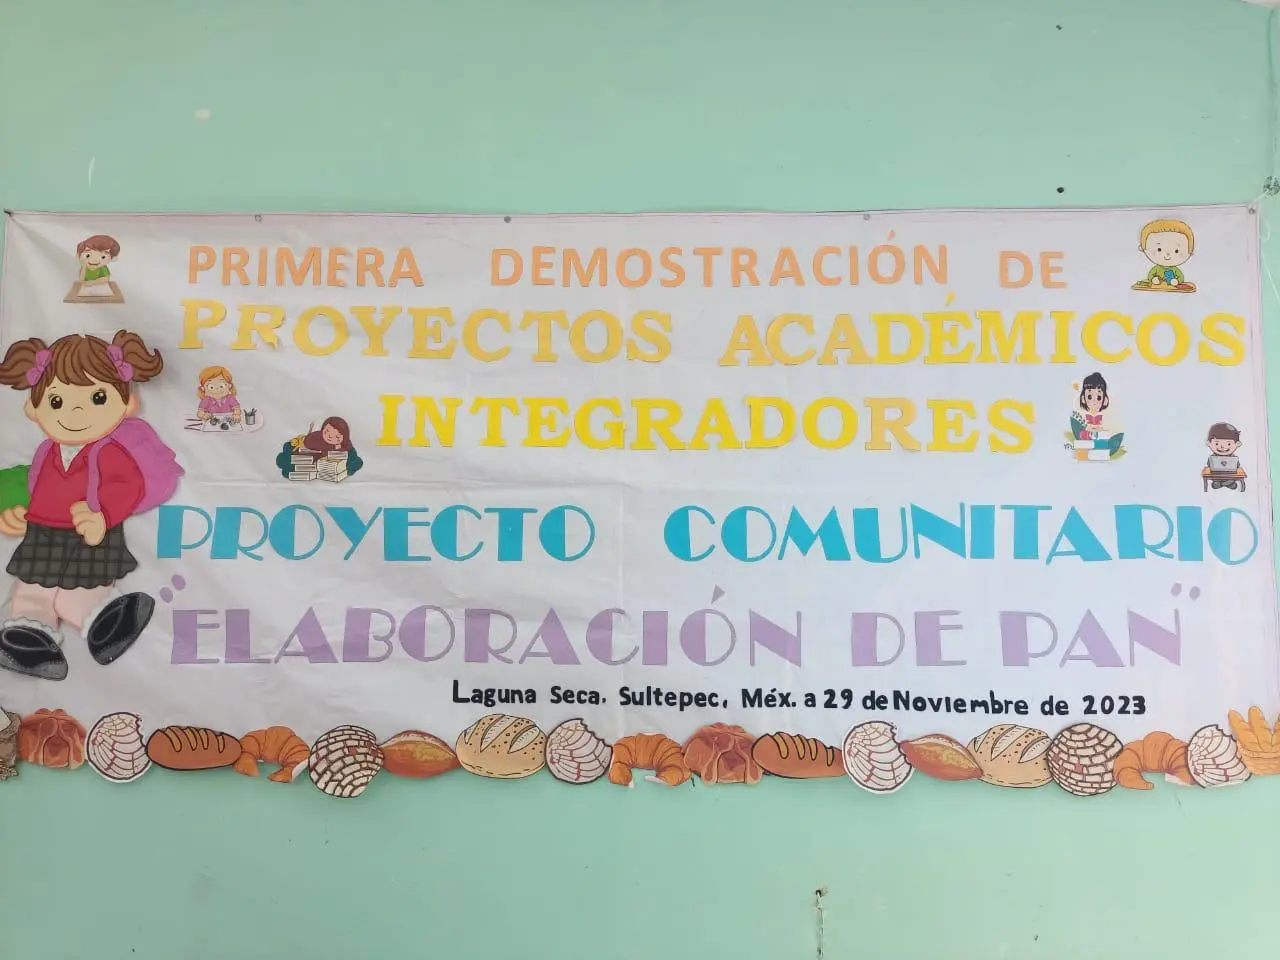 PRIMERA DEMOSTRACIÓN DE
PROYECTOS ACADÉMICOS
INTEGRADORES
PROYECTO COMUNITARIO
"ELABORACIÓN DE PAN"
Laguna Seca, Sultepec, Méx. a 29 de Noviembre de 2023